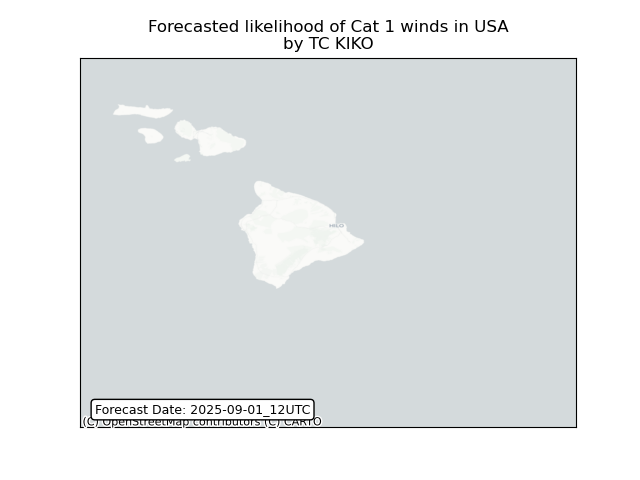 Forecasted likelihood of Cat 1 winds in USA
by TC KIKO
HILO
Forecast Date: 2025-09-01_12UTC
(C) OpenStreetMap contributors (C) CARTO